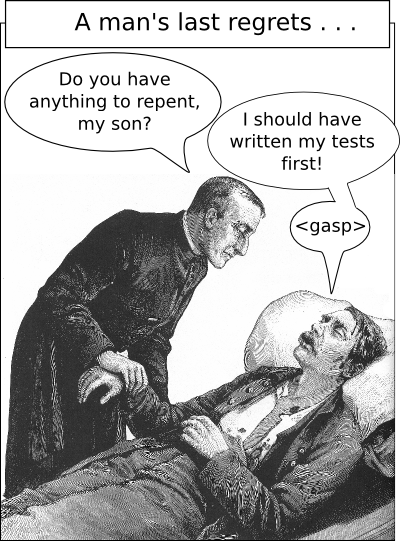 A man's last regrets . . .
Do you have
anything to repent,
my son?
I should have
written my tests
first!
<gasp>